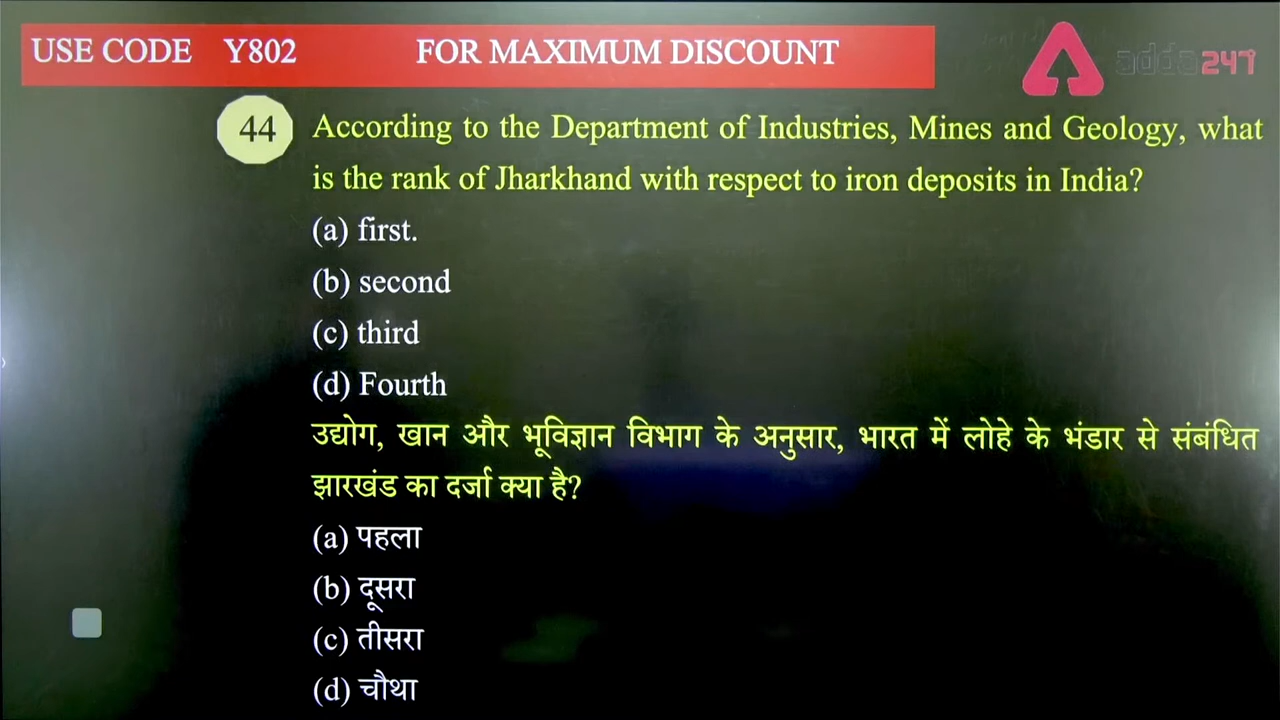 USE CODE Y802 FOR MAXIMUM DISCOUNT
adda247
44 According to the Department of Industries, Mines and Geology, what
is the rank of Jharkhand with respect to iron deposits in India?
(a) first.
(b) second
(c) third
(d) Fourth
उद्योग, खान और भूविज्ञान विभाग के अनुसार, भारत में लोहे के भंडार से संबंधित
झारखंड का दर्जा क्या है?
(a) पहला
(b) दूसरा
(c) तीसरा
(d) चौथा